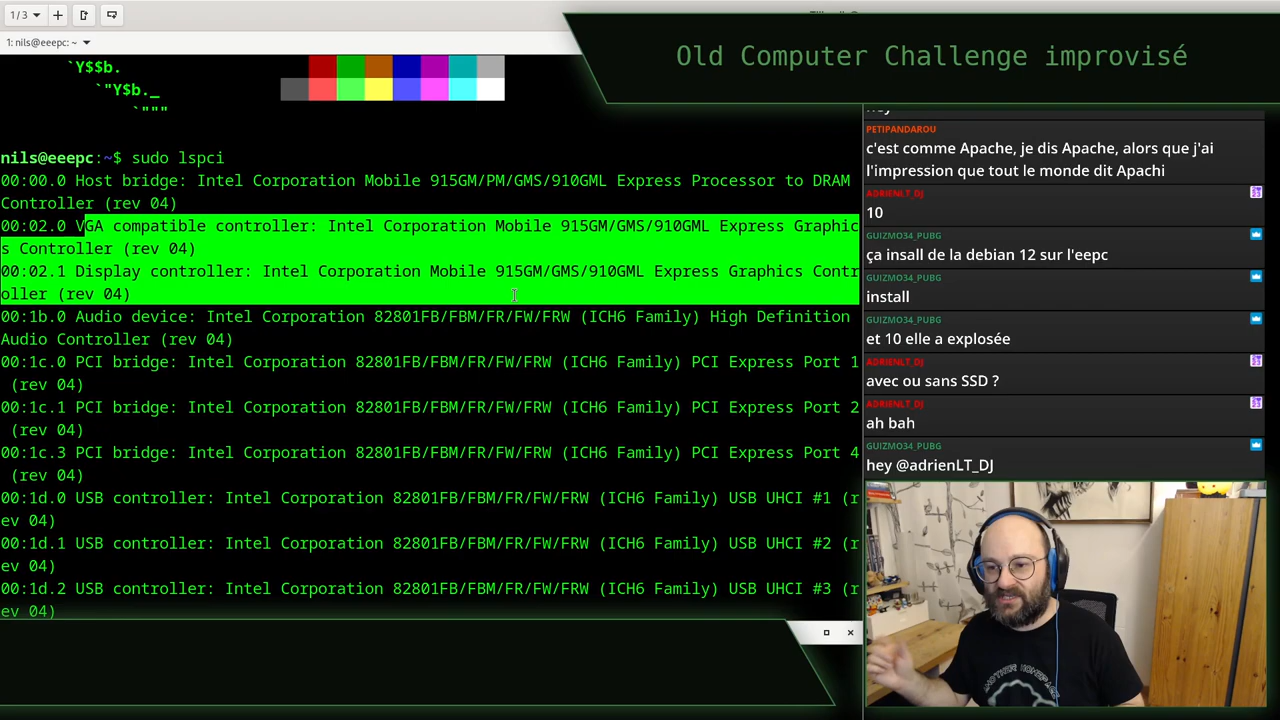 1/3
1: nils@eeepc: ~
Old Computer Challenge improvisé
`Y$$b.
`"Y$b._
`"""
nils@eeepc:~$ sudo lspci
00:00.0 Host bridge: Intel Corporation Mobile 915GM/PM/GMS/910GML Express Processor to DRAM
Controller (rev 04)
00:02.0 VGA compatible controller: Intel Corporation Mobile 915GM/GMS/910GML Express Graphic
s Controller (rev 04)
00:02.1 Display controller: Intel Corporation Mobile 915GM/GMS/910GML Express Graphics Contr
oller (rev 04)
00:1b.0 Audio device: Intel Corporation 82801FB/FBM/FR/FW/FRW (ICH6 Family) High Definition
Audio Controller (rev 04)
00:1c.0 PCI bridge: Intel Corporation 82801FB/FBM/FR/FW/FRW (ICH6 Family) PCI Express Port 1
(rev 04)
00:1c.1 PCI bridge: Intel Corporation 82801FB/FBM/FR/FW/FRW (ICH6 Family) PCI Express Port 2
(rev 04)
00:1c.3 PCI bridge: Intel Corporation 82801FB/FBM/FR/FW/FRW (ICH6 Family) PCI Express Port 4
(rev 04)
00:1d.0 USB controller: Intel Corporation 82801FB/FBM/FR/FW/FRW (ICH6 Family) USB UHCI #1 (r
ev 04)
00:1d.1 USB controller: Intel Corporation 82801FB/FBM/FR/FW/FRW (ICH6 Family) USB UHCI #2 (r
ev 04)
00:1d.2 USB controller: Intel Corporation 82801FB/FBM/FR/FW/FRW (ICH6 Family) USB UHCI #3 (r
ev 04)
hey
PETIPANDAROU
c'est comme Apache, je dis Apache, alors que j'ai
l'impression que tout le monde dit Apachi
ADRIENLT_DJ
10
GUIZMO34_PUBG
ça insall de la debian 12 sur l'eepc
GUIZMO34_PUBG
install
GUIZMO34_PUBG
et 10 elle a explosée
ADRIENLT_DJ
avec ou sans SSD ?
ADRIENLT_DJ
ah bah
GUIZMO34_PUBG
hey @adrienLT_DJ